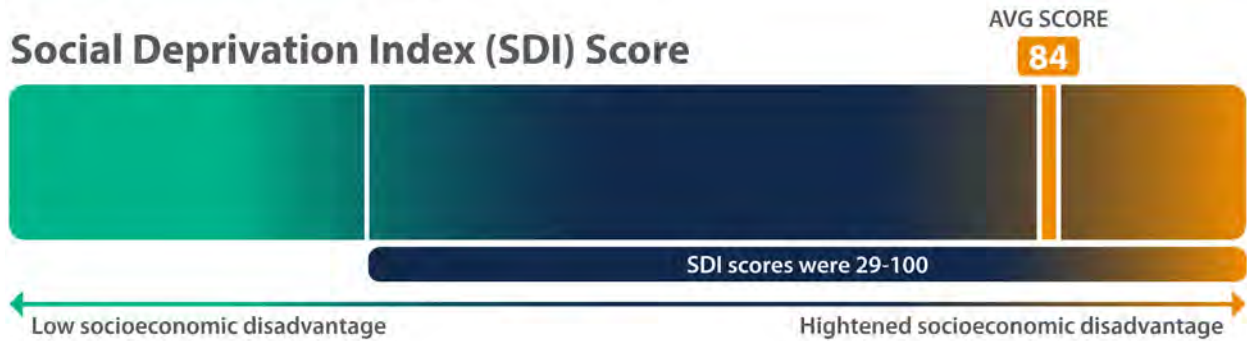 AVG SCORE
Social Deprivation Index (SDI) Score
84
SDI scores were 29-100
Low socioeconomic disadvantage
Hightened socioeconomic disadvantage